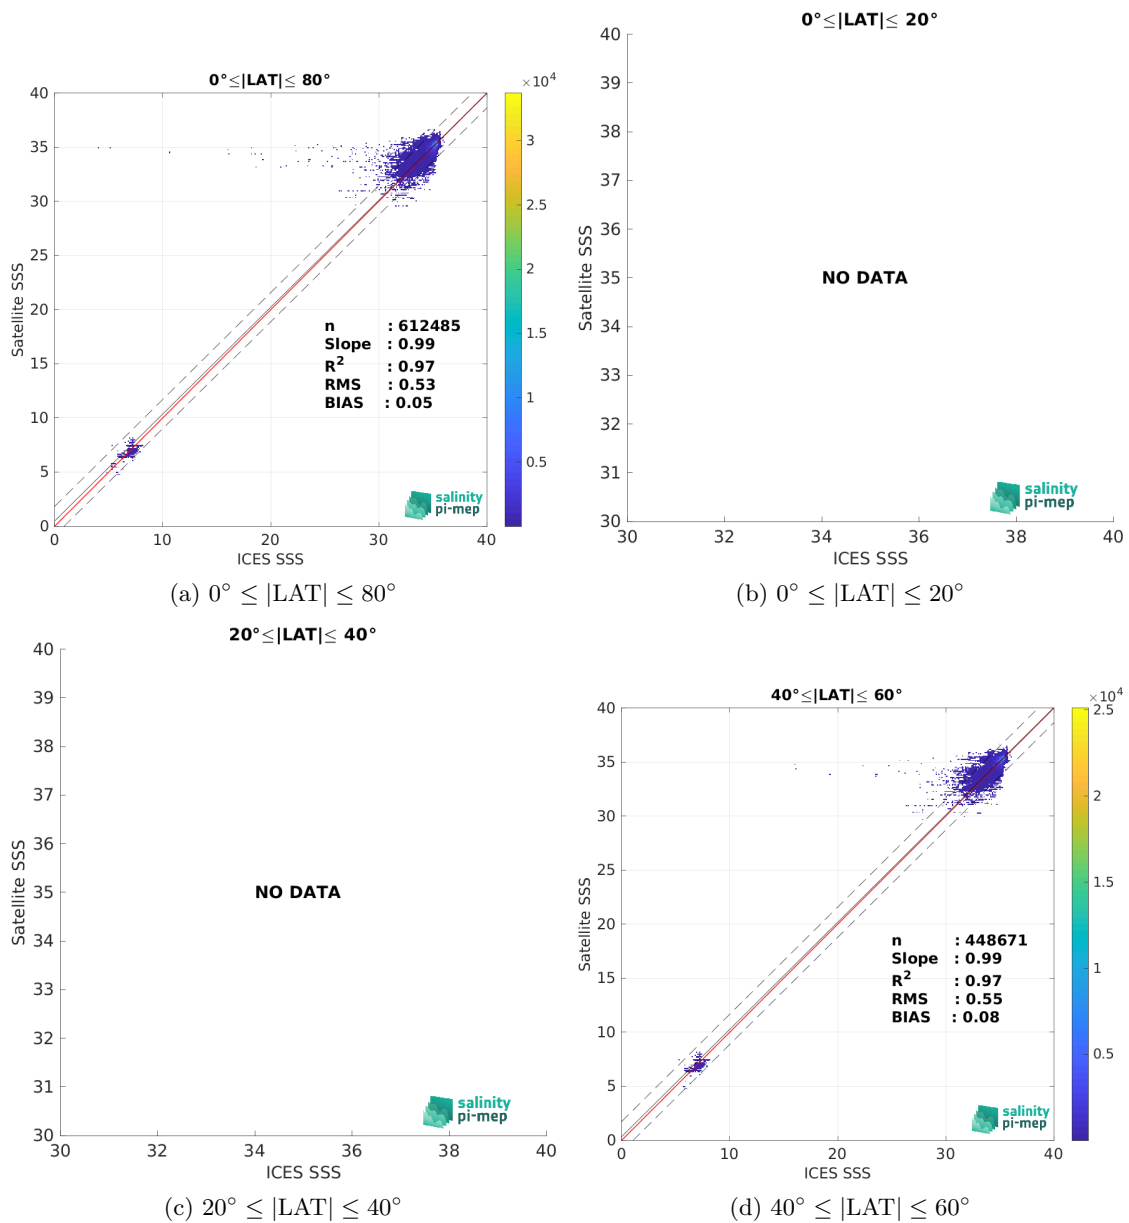 0°≤|LAT|≤ 80°
×10⁴
40
35
30
25
20
15
10
5
0
Satellite SSS
0
10
20
30
40
ICES SSS
3
2.5
2
1.5
1
0.5
n : 612485
Slope : 0.99
R² : 0.97
RMS : 0.53
BIAS : 0.05
salinity
pi-mep
(a) 0° ≤ |LAT| ≤ 80°
0°≤|LAT|≤ 20°
40
39
38
37
36
35
34
33
32
31
30
Satellite SSS
NO DATA
salinity
pi-mep
30
32
34
36
38
40
ICES SSS
(b) 0° ≤ |LAT| ≤ 20°
20°≤|LAT|≤ 40°
40
39
38
37
36
35
34
33
32
31
30
Satellite SSS
NO DATA
salinity
pi-mep
30
32
34
36
38
40
ICES SSS
(c) 20° ≤ |LAT| ≤ 40°
40°≤|LAT|≤ 60°
×10⁴
40
35
30
25
20
15
10
5
0
Satellite SSS
0
10
20
30
40
ICES SSS
2.5
2
1.5
1
0.5
n : 448671
Slope : 0.99
R² : 0.97
RMS : 0.55
BIAS : 0.08
salinity
pi-mep
(d) 40° ≤ |LAT| ≤ 60°